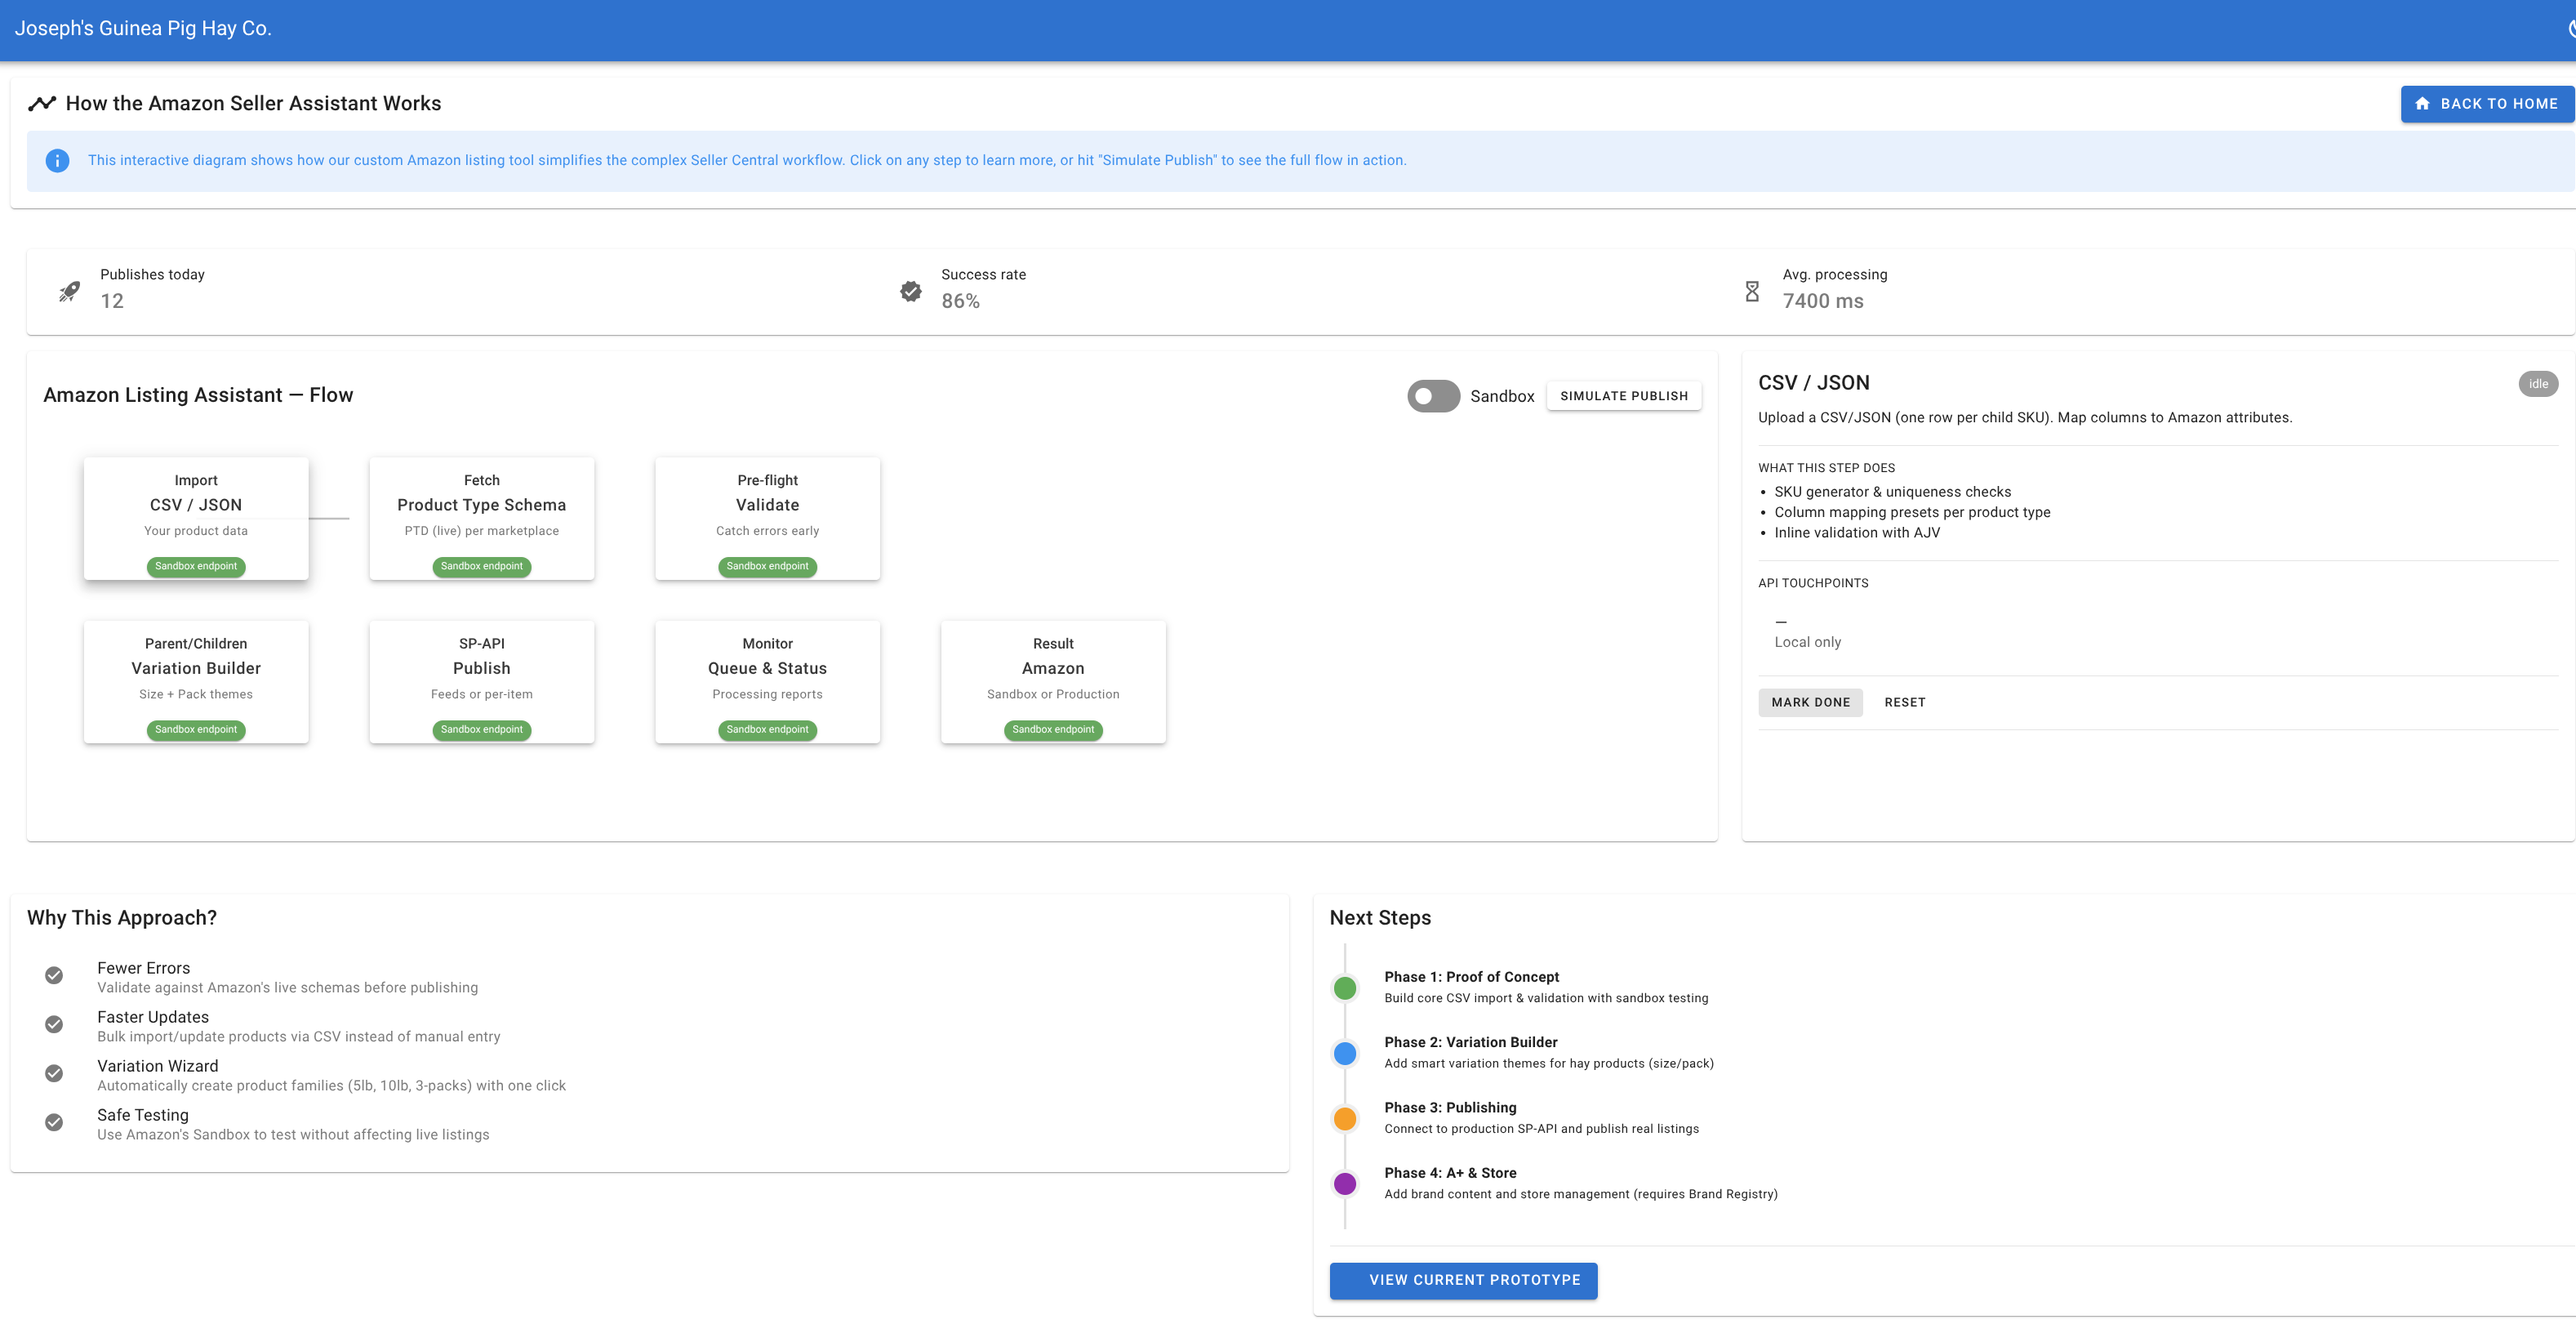 Joseph's Guinea Pig Hay Co.
How the Amazon Seller Assistant Works
BACK TO HOME
This interactive diagram shows how our custom Amazon listing tool simplifies the complex Seller Central workflow. Click on any step to learn more, or hit "Simulate Publish" to see the full flow in action.
Publishes today
12
Success rate
86%
Avg. processing
7400 ms
Amazon Listing Assistant — Flow
Sandbox
SIMULATE PUBLISH
Import
CSV / JSON
Your product data
Sandbox endpoint
Fetch
Product Type Schema
PTD (live) per marketplace
Sandbox endpoint
Pre-flight
Validate
Catch errors early
Sandbox endpoint
Parent/Children
Variation Builder
Size + Pack themes
Sandbox endpoint
SP-API
Publish
Feeds or per-item
Sandbox endpoint
Monitor
Queue & Status
Processing reports
Sandbox endpoint
Result
Amazon
Sandbox or Production
Sandbox endpoint
CSV / JSON
idle
Upload a CSV/JSON (one row per child SKU). Map columns to Amazon attributes.
WHAT THIS STEP DOES
• SKU generator & uniqueness checks
• Column mapping presets per product type
• Inline validation with AJV
API TOUCHPOINTS
—
Local only
MARK DONE
RESET
Why This Approach?
Fewer Errors
Validate against Amazon's live schemas before publishing
Faster Updates
Bulk import/update products via CSV instead of manual entry
Variation Wizard
Automatically create product families (5lb, 10lb, 3-packs) with one click
Safe Testing
Use Amazon's Sandbox to test without affecting live listings
Next Steps
Phase 1: Proof of Concept
Build core CSV import & validation with sandbox testing
Phase 2: Variation Builder
Add smart variation themes for hay products (size/pack)
Phase 3: Publishing
Connect to production SP-API and publish real listings
Phase 4: A+ & Store
Add brand content and store management (requires Brand Registry)
VIEW CURRENT PROTOTYPE